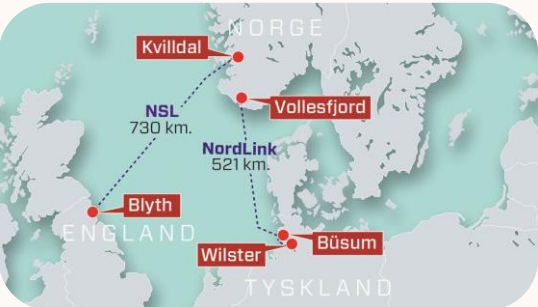 NORGE
Kvilldal
Vollesfjord
NSL
730 km.
NordLink
521 km.
Blyth
ENGLAND
Wilster
Büsum
TYSKLAND